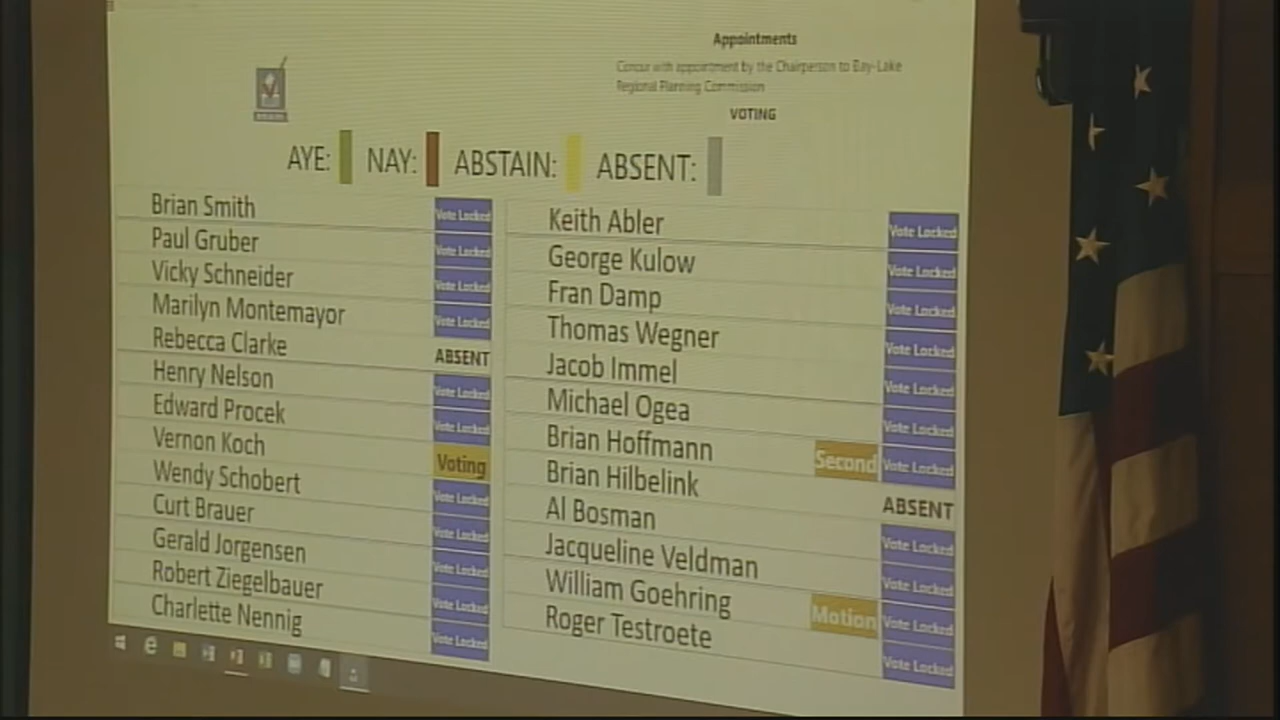 Appointments
Concur with appointment by the Chairperson to Bay-Lake
Regional Planning Commission
VOTING
AYE: NAY: ABSTAIN: ABSENT:
Brian Smith Vote Locked
Paul Gruber Vote Locked
Vicky Schneider Vote Locked
Marilyn Montemayor Vote Locked
Rebecca Clarke ABSENT
Henry Nelson Vote Locked
Edward Procek Vote Locked
Vernon Koch Voting
Wendy Schobert Vote Locked
Curt Brauer Vote Locked
Gerald Jorgensen Vote Locked
Robert Ziegelbauer Vote Locked
Charlette Nennig Vote Locked
Keith Abler Vote Locked
George Kulow Vote Locked
Fran Damp Vote Locked
Thomas Wegner Vote Locked
Jacob Immel Vote Locked
Michael Ogea Vote Locked
Brian Hoffmann Second Vote Locked
Brian Hilbelink ABSENT
Al Bosman Vote Locked
Jacqueline Veldman Vote Locked
William Goehring Motion Vote Locked
Roger Testroete Vote Locked